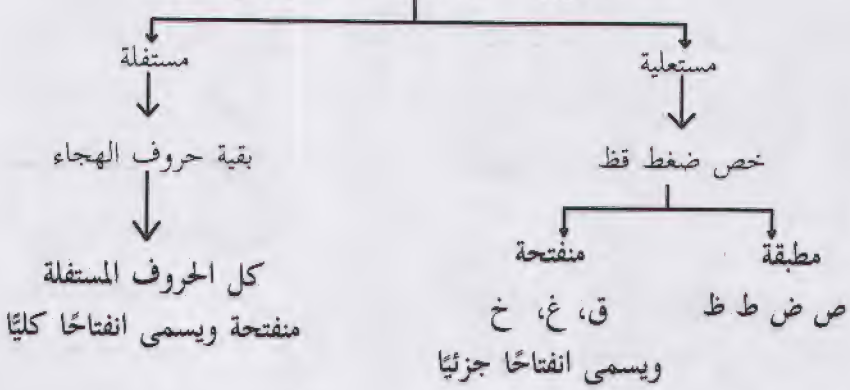 مستعلية
مستفلة
خص ضغط قظ
بقية حروف الهجاء
مطبقة
منفتحة
ص ض ط ظ
ق، غ، خ
ويسمى انفتاحًا جزئيًا
كل الحروف المستفلة
منفتحة ويسمى انفتاحًا كليًا